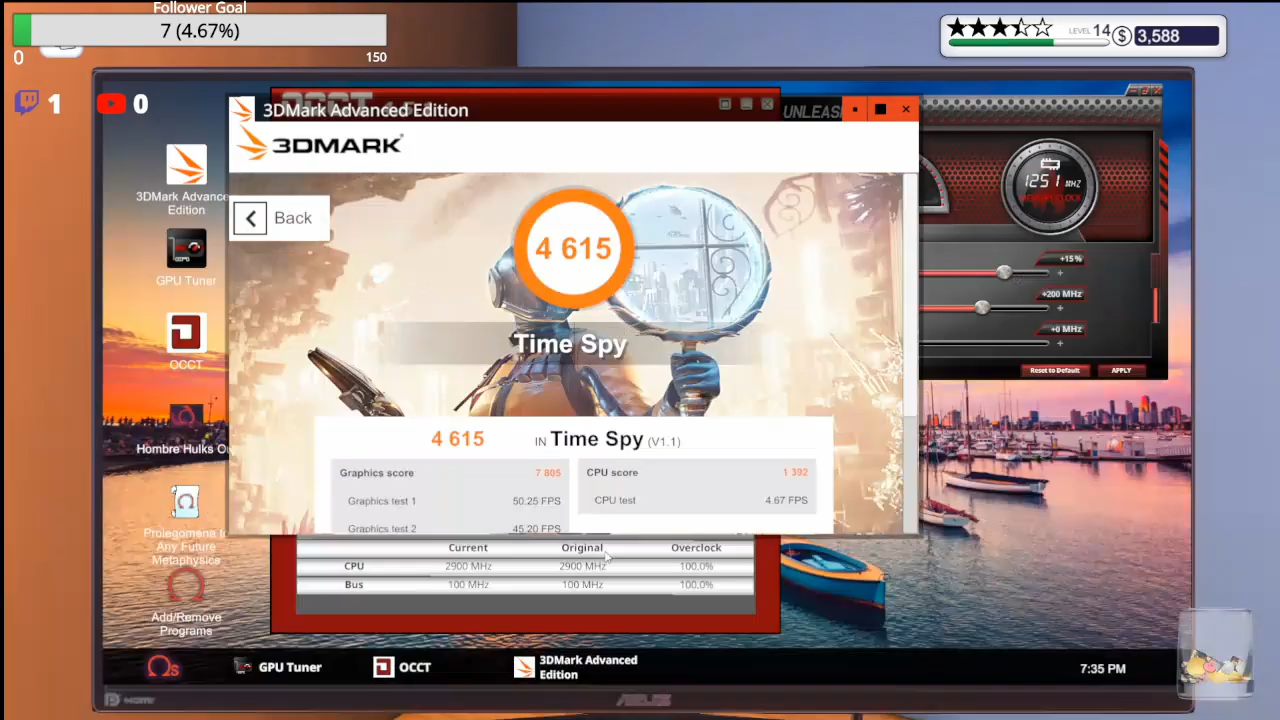 Follower Goal
7 (4.67%)
0
150
LEVEL 14
$ 3,588
1
0
3DMark Advanced Edition
UNLEAS
3DMARK
3DMark Advance
Edition
GPU Tuner
OCCT
Hombre Hulks O
Prolegomena to
Any Future
Metaphysics
Add/Remove
Programs
Back
4 615
Time Spy
4 615 IN Time Spy (V1.1)
Graphics score 7 805
Graphics test 1 50.25 FPS
Graphics test 2 45.20 FPS
CPU score 1 392
CPU test 4.67 FPS
Current Original Overclock
CPU 2900 MHz 2900 MHz 100.0%
Bus 100 MHz 100 MHz 100.0%
1251 MHZ
+15%
+200 MHz
+0 MHz
Reset to Default APPLY
Ωs
GPU Tuner
OCCT
3DMark Advanced
Edition
7:35 PM
HDMI
ASUS